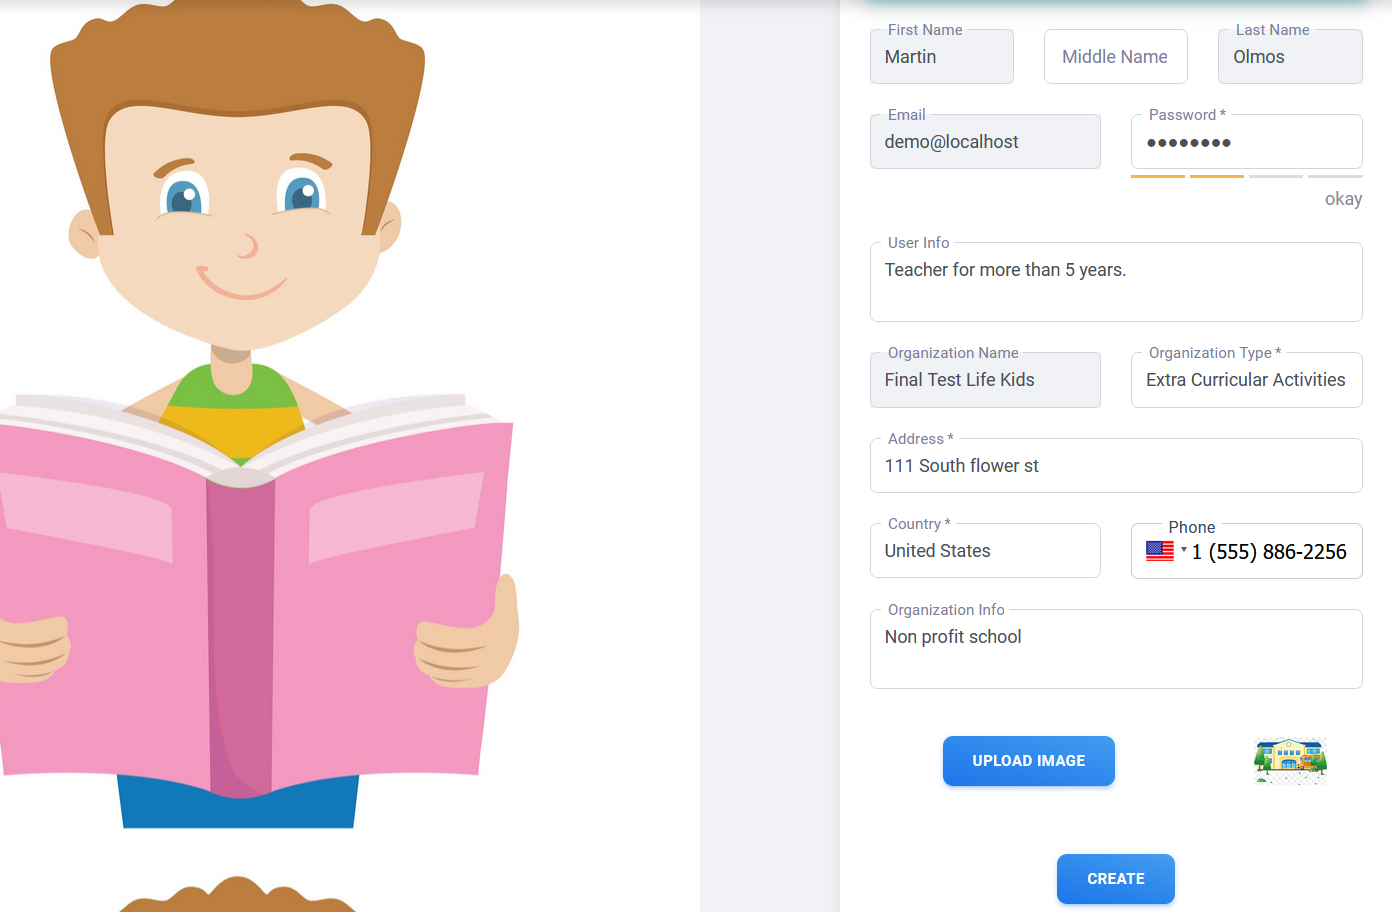 First Name
Martin
Middle Name
Last Name
Olmos
Email
demo@localhost
Password *
••••••••
okay
User Info
Teacher for more than 5 years.
Organization Name
Final Test Life Kids
Organization Type *
Extra Curricular Activities
Address *
111 South flower st
Country *
United States
Phone
1 (555) 886-2256
Organization Info
Non profit school
UPLOAD IMAGE
CREATE